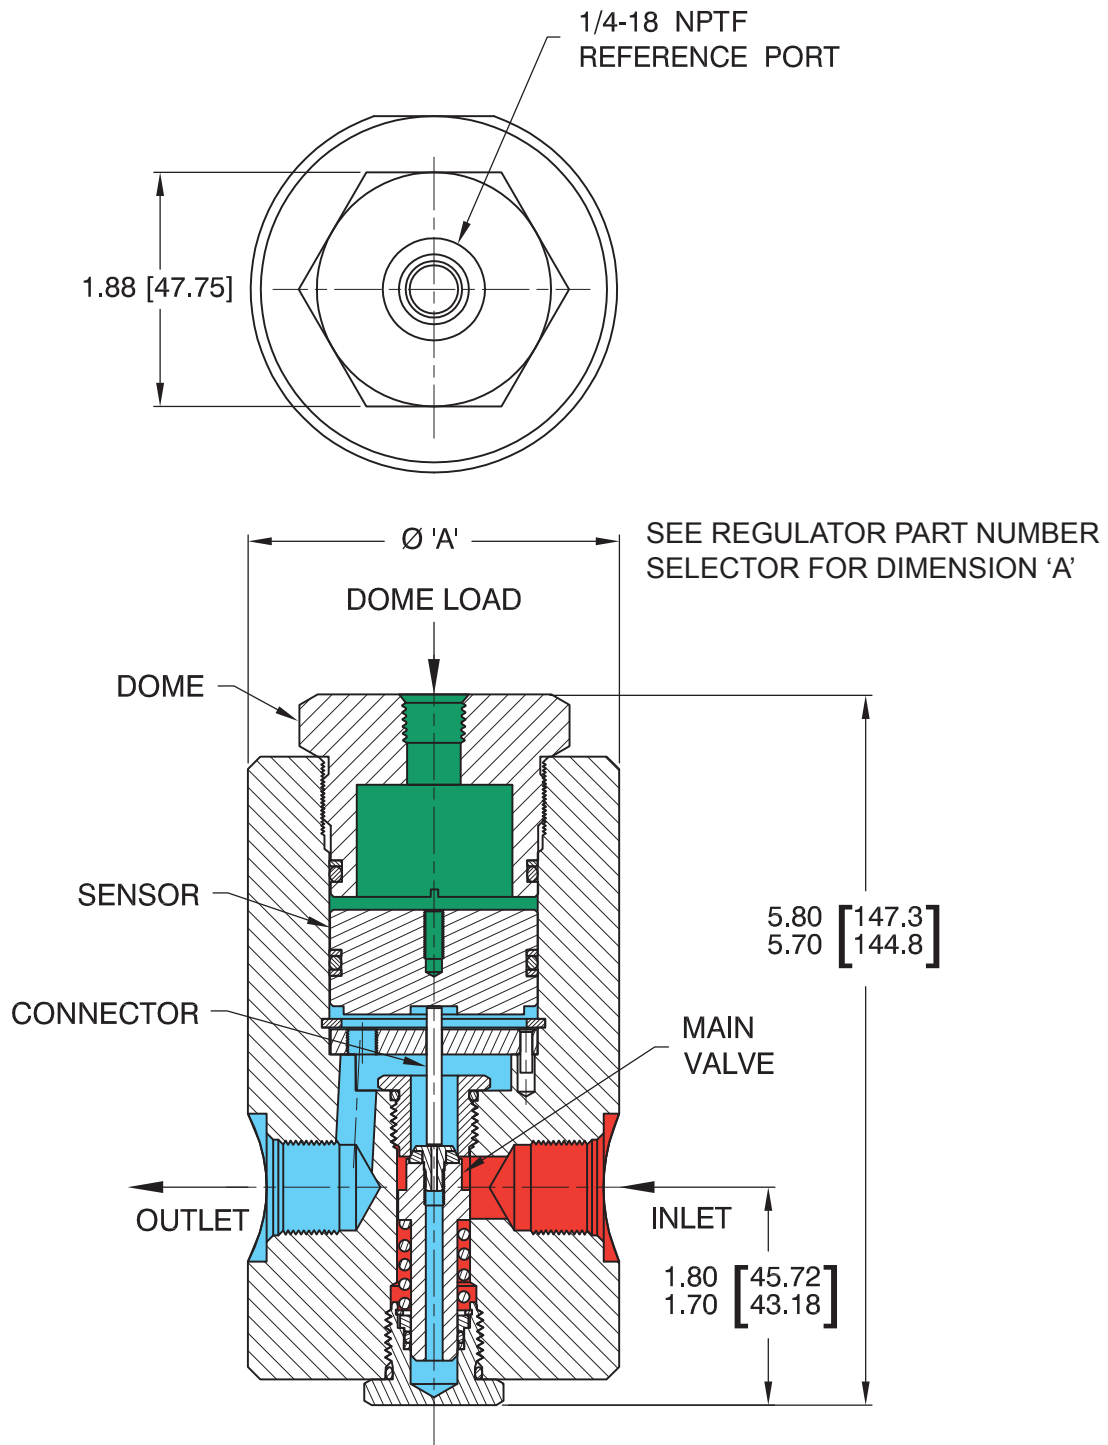 1/4-18 NPTF
REFERENCE PORT
1.88 [47.75]
Ø 'A'
SEE REGULATOR PART NUMBER
SELECTOR FOR DIMENSION ‘A’
DOME LOAD
DOME
SENSOR
5.80 [147.3]
5.70 [144.8]
CONNECTOR
MAIN
VALVE
OUTLET
INLET
1.80 [45.72]
1.70 [43.18]